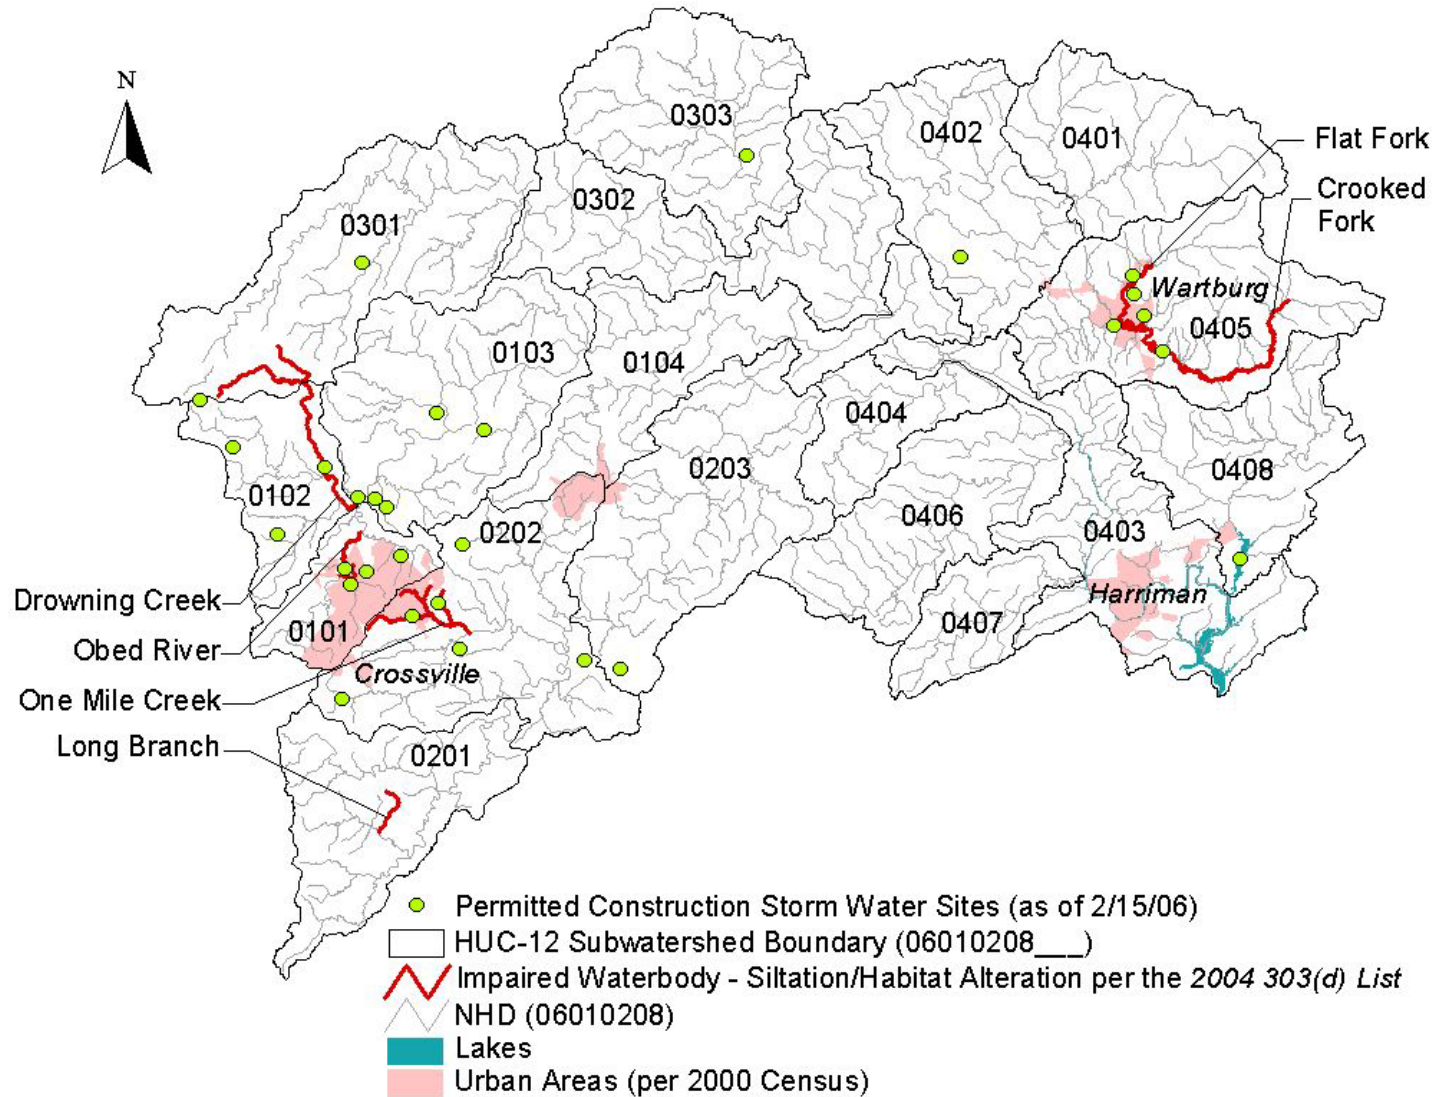 N
0303
0402
0401
Flat Fork
Crooked
Fork
0302
0301
Wartburg
0405
0103
0104
0404
0203
0408
0102
0406
0202
0403
Harriman
Drowning Creek
0101
0407
Obed River
Crossville
One Mile Creek
Long Branch
0201
Permitted Construction Storm Water Sites (as of 2/15/06)
HUC-12 Subwatershed Boundary (06010208___)
Impaired Waterbody - Siltation/Habitat Alteration per the 2004 303(d) List
NHD (06010208)
Lakes
Urban Areas (per 2000 Census)